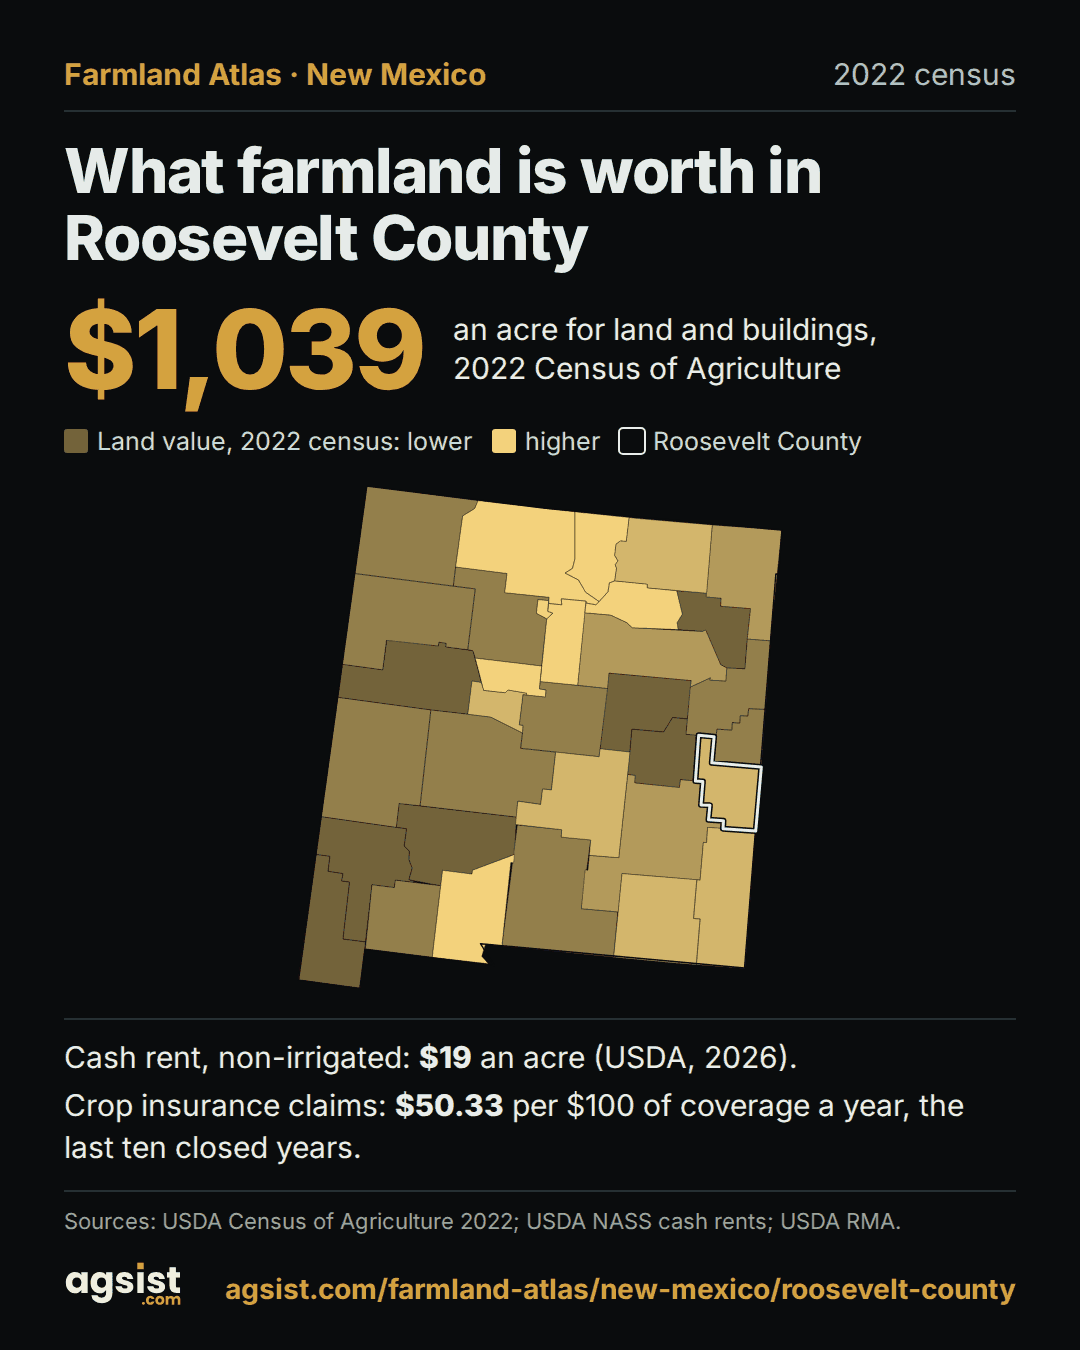 Farmland Atlas · New Mexico
2022 census
What farmland is worth in
Roosevelt County
$1,039
an acre for land and buildings,
2022 Census of Agriculture
Land value, 2022 census: lower
higher
Roosevelt County
Cash rent, non-irrigated: $19 an acre (USDA, 2026).
Crop insurance claims: $50.33 per $100 of coverage a year, the
last ten closed years.
Sources: USDA Census of Agriculture 2022; USDA NASS cash rents; USDA RMA.
agsist
.com
agsist.com/farmland-atlas/new-mexico/roosevelt-county